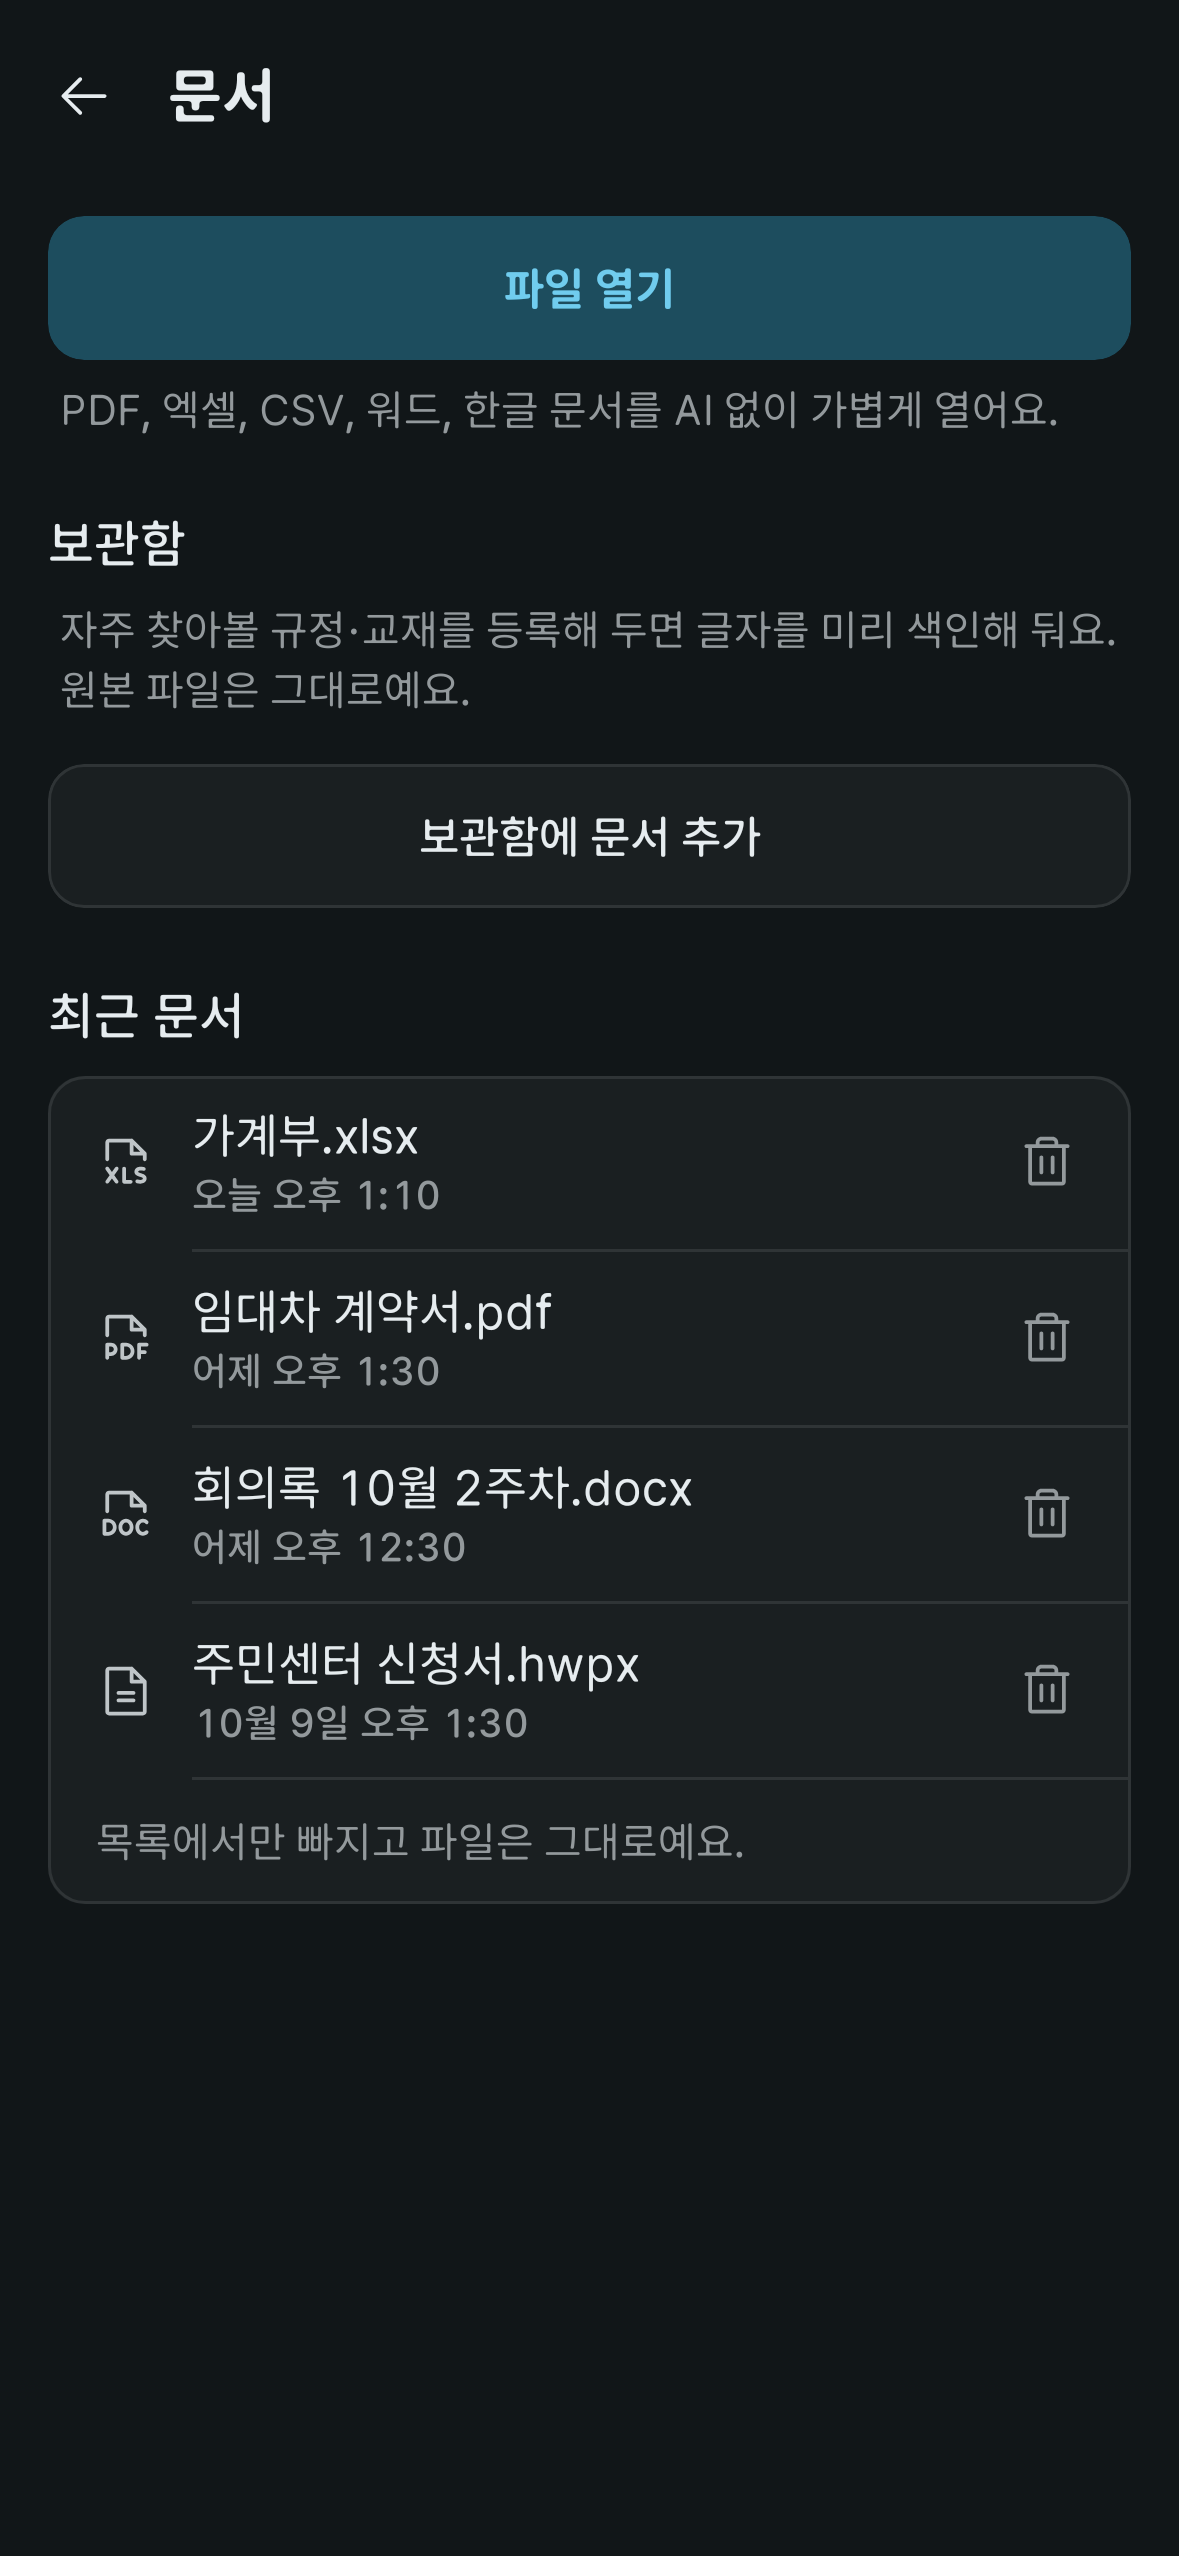 문서
파일 열기
PDF, 엑셀, CSV, 워드, 한글 문서를 AI 없이 가볍게 열어요.
보관함
자주 찾아볼 규정·교재를 등록해 두면 글자를 미리 색인해 둬요.
원본 파일은 그대로예요.
보관함에 문서 추가
최근 문서
가계부.xlsx
XLS
오늘 오후 1:10
임대차 계약서.pdf
PDF
어제 오후 1:30
회의록 10월 2주차.docx
DOC
어제 오후 12:30
주민센터 신청서.hwpx
10월 9일 오후 1:30
목록에서만 빠지고 파일은 그대로예요.